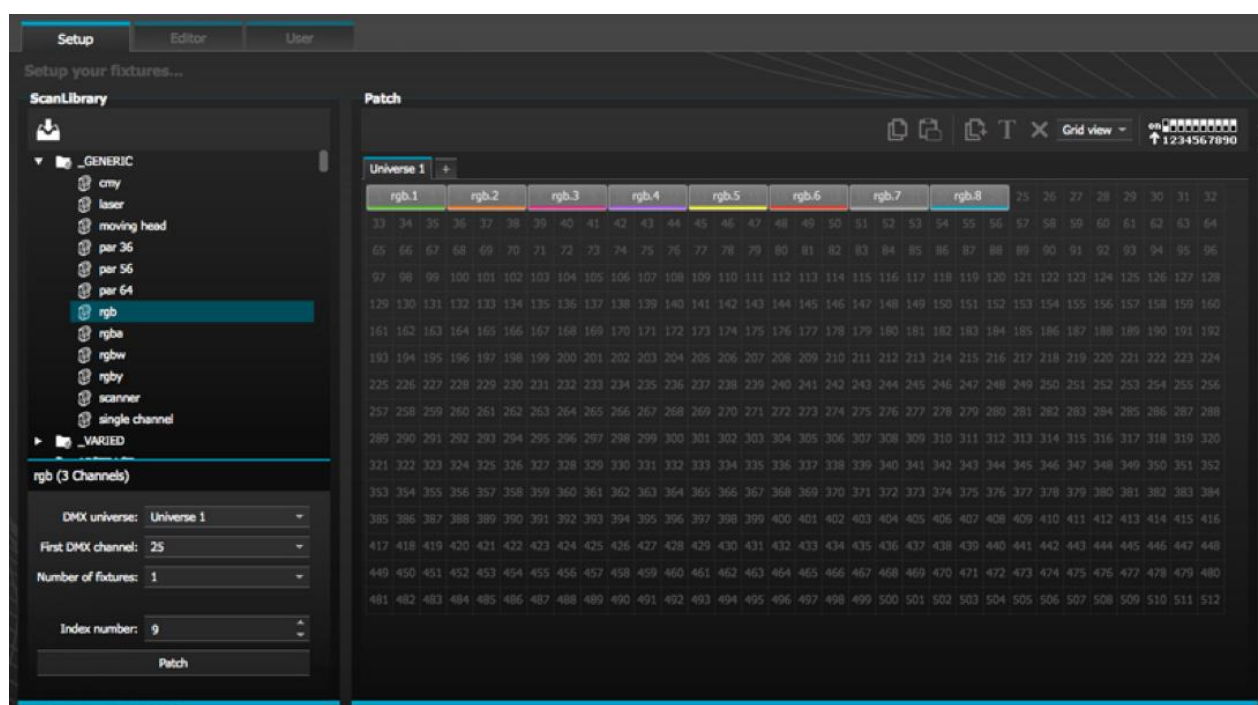 Setup Editor User
Setup your fixtures...
ScanLibrary
_GENERIC
cmy
laser
moving head
par 36
par 56
par 64
rgb
rgba
rgbw
rgby
scanner
single channel
_VARIED
rgb (3 Channels)
DMX universe: Universe 1
First DMX channel: 25
Number of fixtures: 1
Index number: 9
Patch
Patch
T Grid view on 1234567890
Universe 1 +
rgb.1 rgb.2 rgb.3 rgb.4 rgb.5 rgb.6 rgb.7 rgb.8 25 26 27 28 29 30 31 32
33 34 35 36 37 38 39 40 41 42 43 44 45 46 47 48 49 50 51 52 53 54 55 56 57 58 59 60 61 62 63 64
65 66 67 68 69 70 71 72 73 74 75 76 77 78 79 80 81 82 83 84 85 86 87 88 89 90 91 92 93 94 95 96
97 98 99 100 101 102 103 104 105 106 107 108 109 110 111 112 113 114 115 116 117 118 119 120 121 122 123 124 125 126 127 128
129 130 131 132 133 134 135 136 137 138 139 140 141 142 143 144 145 146 147 148 149 150 151 152 153 154 155 156 157 158 159 160
161 162 163 164 165 166 167 168 169 170 171 172 173 174 175 176 177 178 179 180 181 182 183 184 185 186 187 188 189 190 191 192
193 194 195 196 197 198 199 200 201 202 203 204 205 206 207 208 209 210 211 212 213 214 215 216 217 218 219 220 221 222 223 224
225 226 227 228 229 230 231 232 233 234 235 236 237 238 239 240 241 242 243 244 245 246 247 248 249 250 251 252 253 254 255 256
257 258 259 260 261 262 263 264 265 266 267 268 269 270 271 272 273 274 275 276 277 278 279 280 281 282 283 284 285 286 287 288
289 290 291 292 293 294 295 296 297 298 299 300 301 302 303 304 305 306 307 308 309 310 311 312 313 314 315 316 317 318 319 320
321 322 323 324 325 326 327 328 329 330 331 332 333 334 335 336 337 338 339 340 341 342 343 344 345 346 347 348 349 350 351 352
353 354 355 356 357 358 359 360 361 362 363 364 365 366 367 368 369 370 371 372 373 374 375 376 377 378 379 380 381 382 383 384
385 386 387 388 389 390 391 392 393 394 395 396 397 398 399 400 401 402 403 404 405 406 407 408 409 410 411 412 413 414 415 416
417 418 419 420 421 422 423 424 425 426 427 428 429 430 431 432 433 434 435 436 437 438 439 440 441 442 443 444 445 446 447 448
449 450 451 452 453 454 455 456 457 458 459 460 461 462 463 464 465 466 467 468 469 470 471 472 473 474 475 476 477 478 479 480
481 482 483 484 485 486 487 488 489 490 491 492 493 494 495 496 497 498 499 500 501 502 503 504 505 506 507 508 509 510 511 512